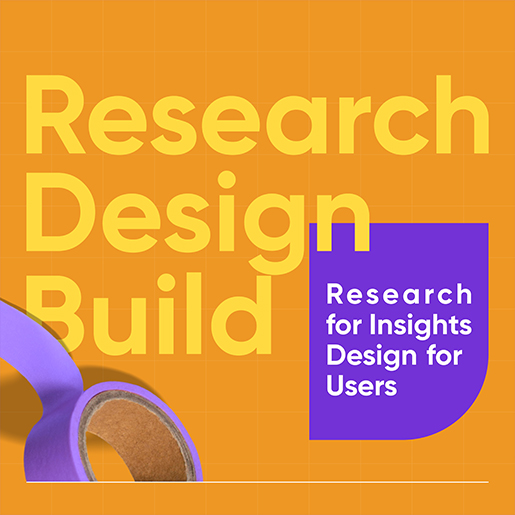 Research
Design
Build
Research
for Insights
Design for
Users